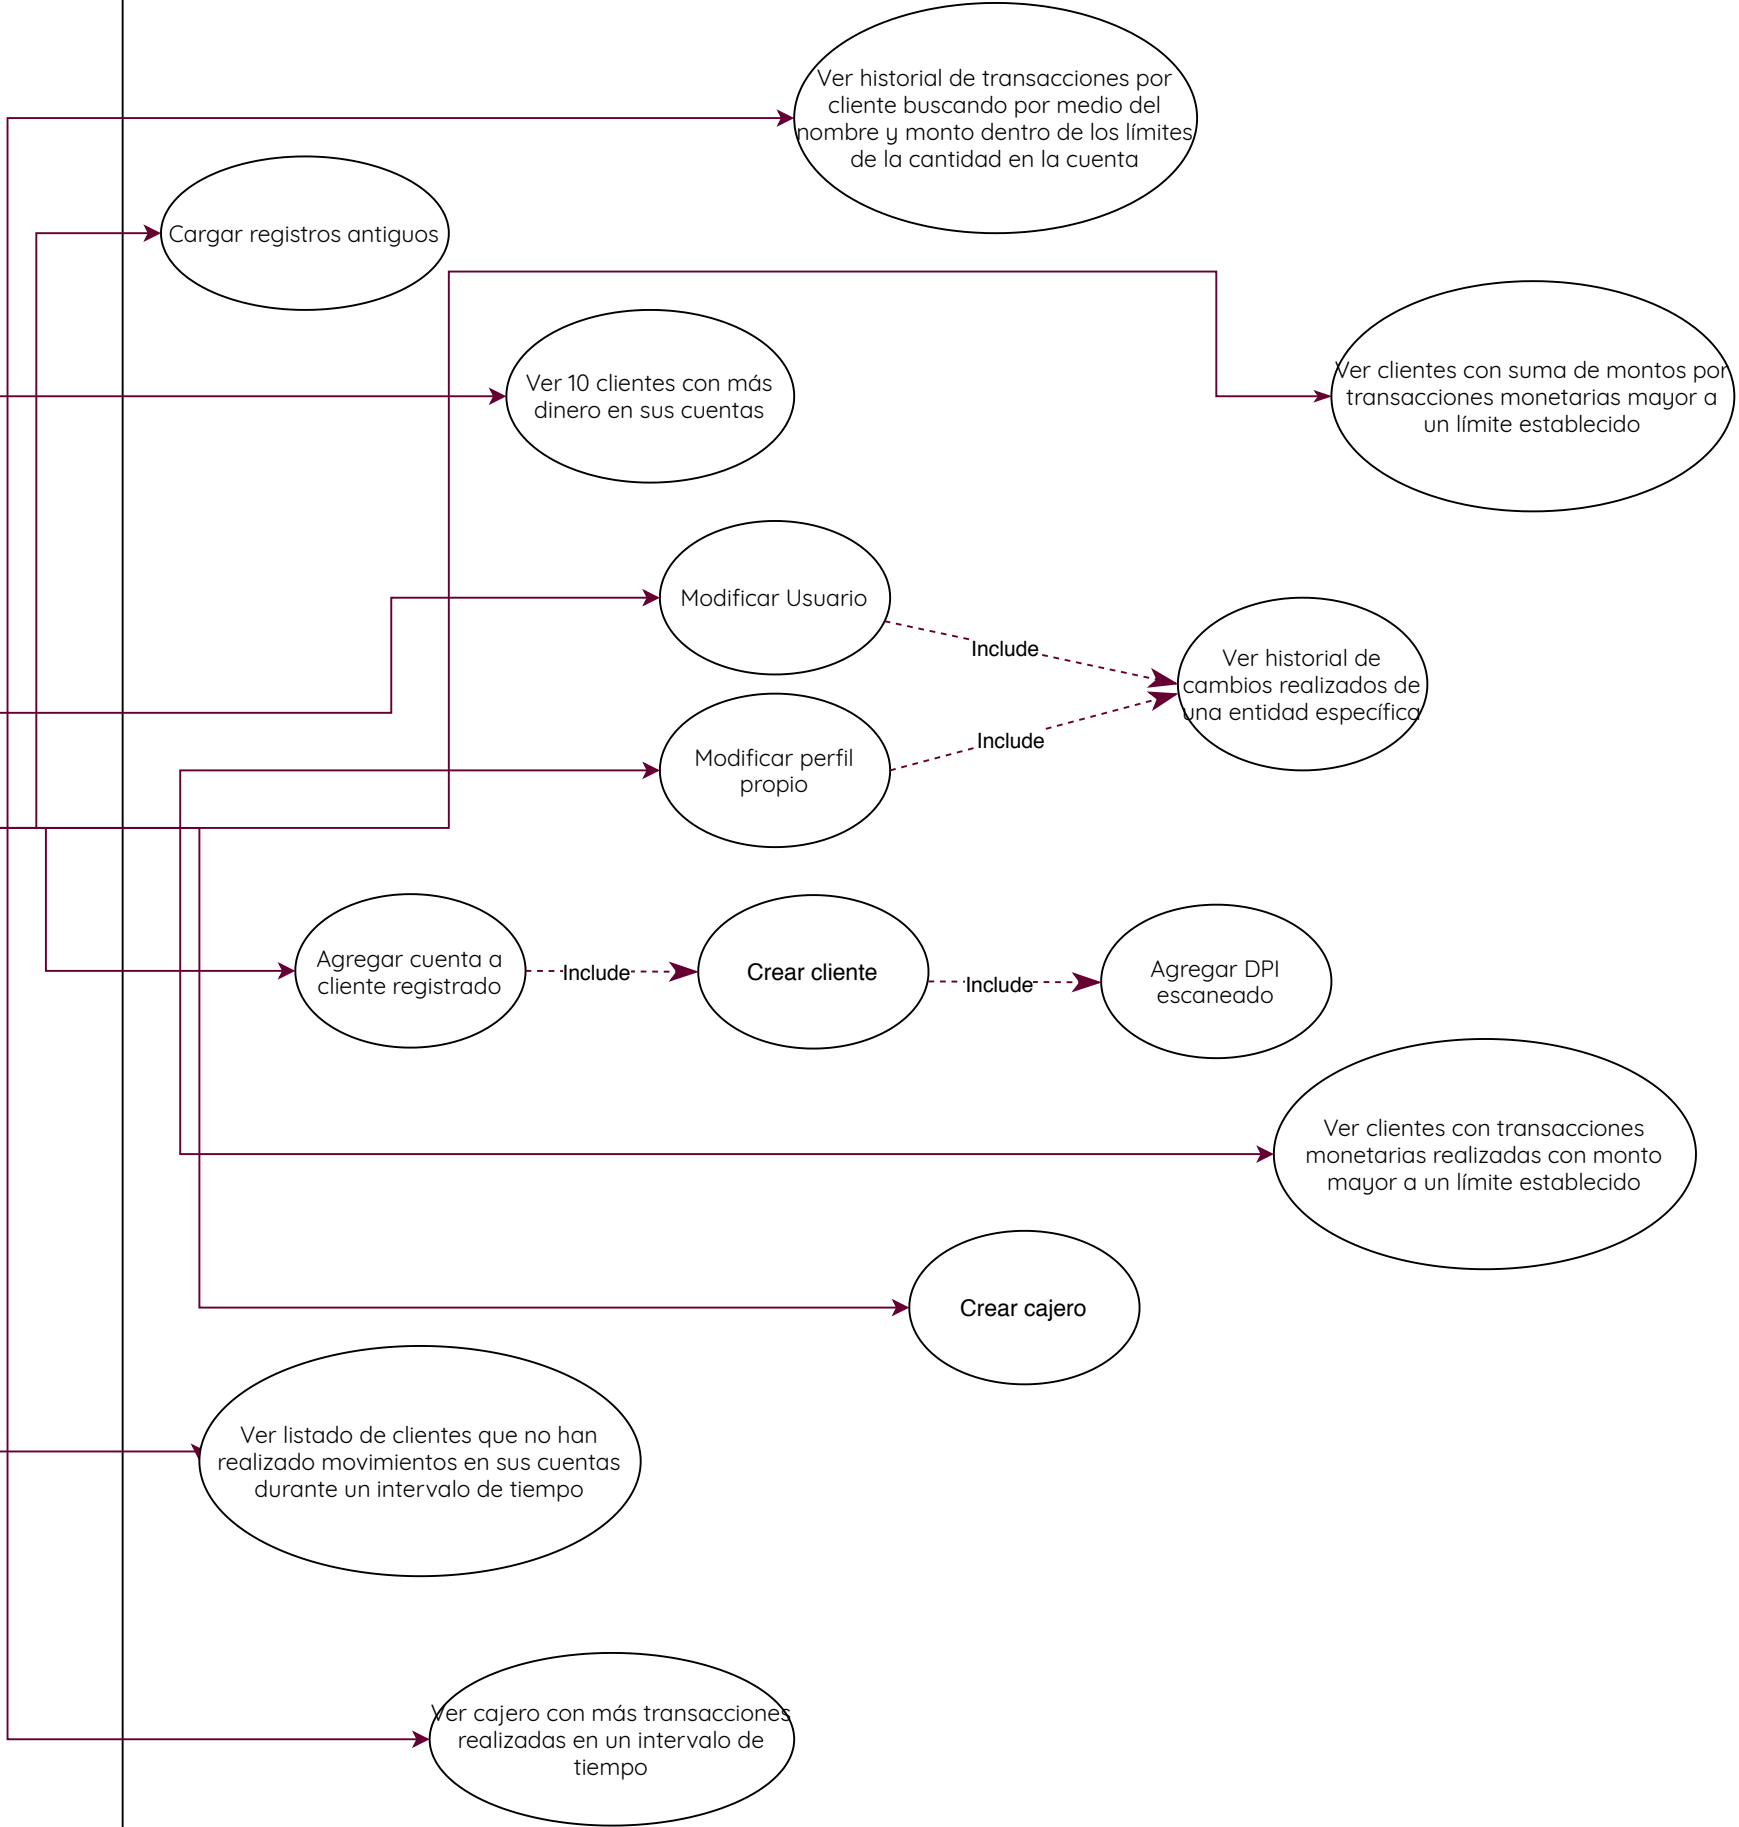 Ver historial de transacciones por
cliente buscando por medio del
nombre y monto dentro de los límites
de la cantidad en la cuenta
Cargar registros antiguos
Ver 10 clientes con más
dinero en sus cuentas
Ver clientes con suma de montos por
transacciones monetarias mayor a
un límite establecido
Modificar Usuario
Include
Ver historial de
cambios realizados de
una entidad específica
Modificar perfil
propio
Include
Agregar cuenta a
cliente registrado
Include
Crear cliente
Include
Agregar DPI
escaneado
Ver clientes con transacciones
monetarias realizadas con monto
mayor a un límite establecido
Crear cajero
Ver listado de clientes que no han
realizado movimientos en sus cuentas
durante un intervalo de tiempo
Ver cajero con más transacciones
realizadas en un intervalo de
tiempo